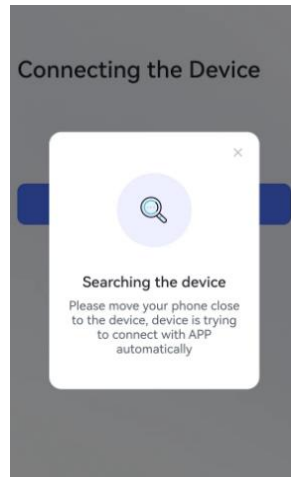 Connecting the Device
×
Searching the device
Please move your phone close
to the device, device is trying
to connect with APP
automatically